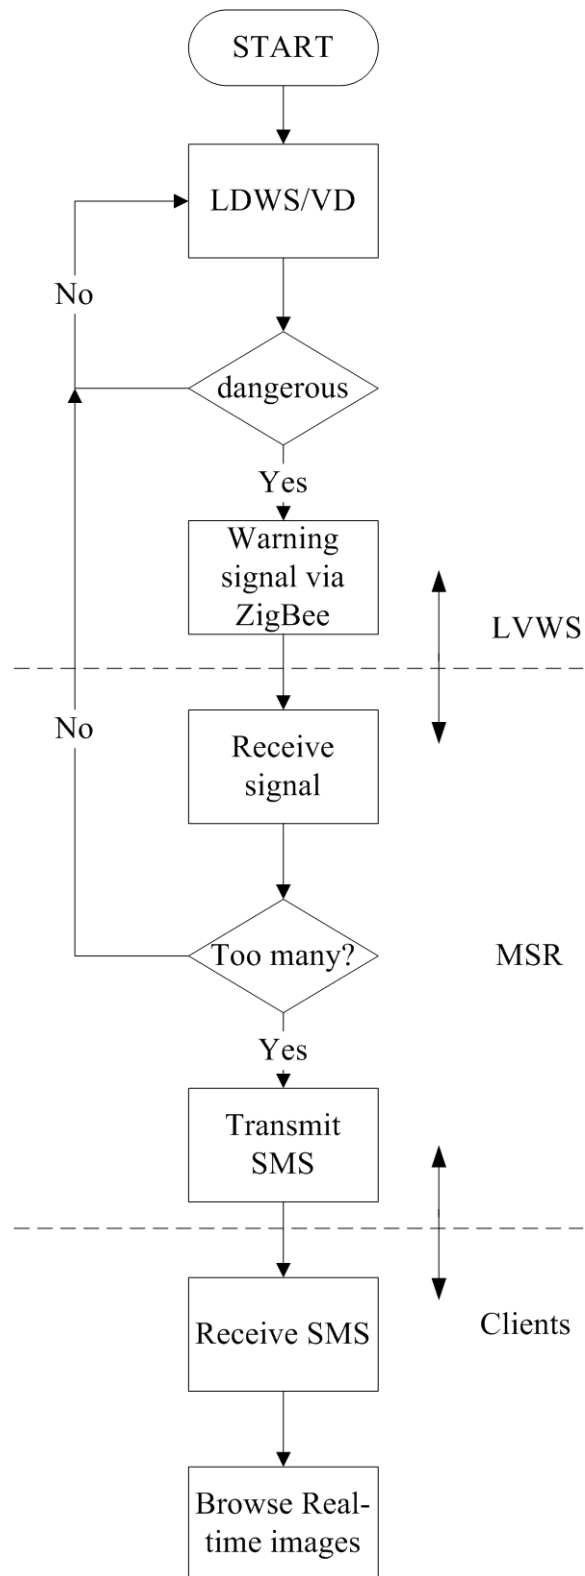 START
LDWS/VD
No
dangerous
Yes
Warning
signal via
ZigBee
LVWS
No
Receive
signal
Too many?
MSR
Yes
Transmit
SMS
Receive SMS
Clients
Browse Real-
time images